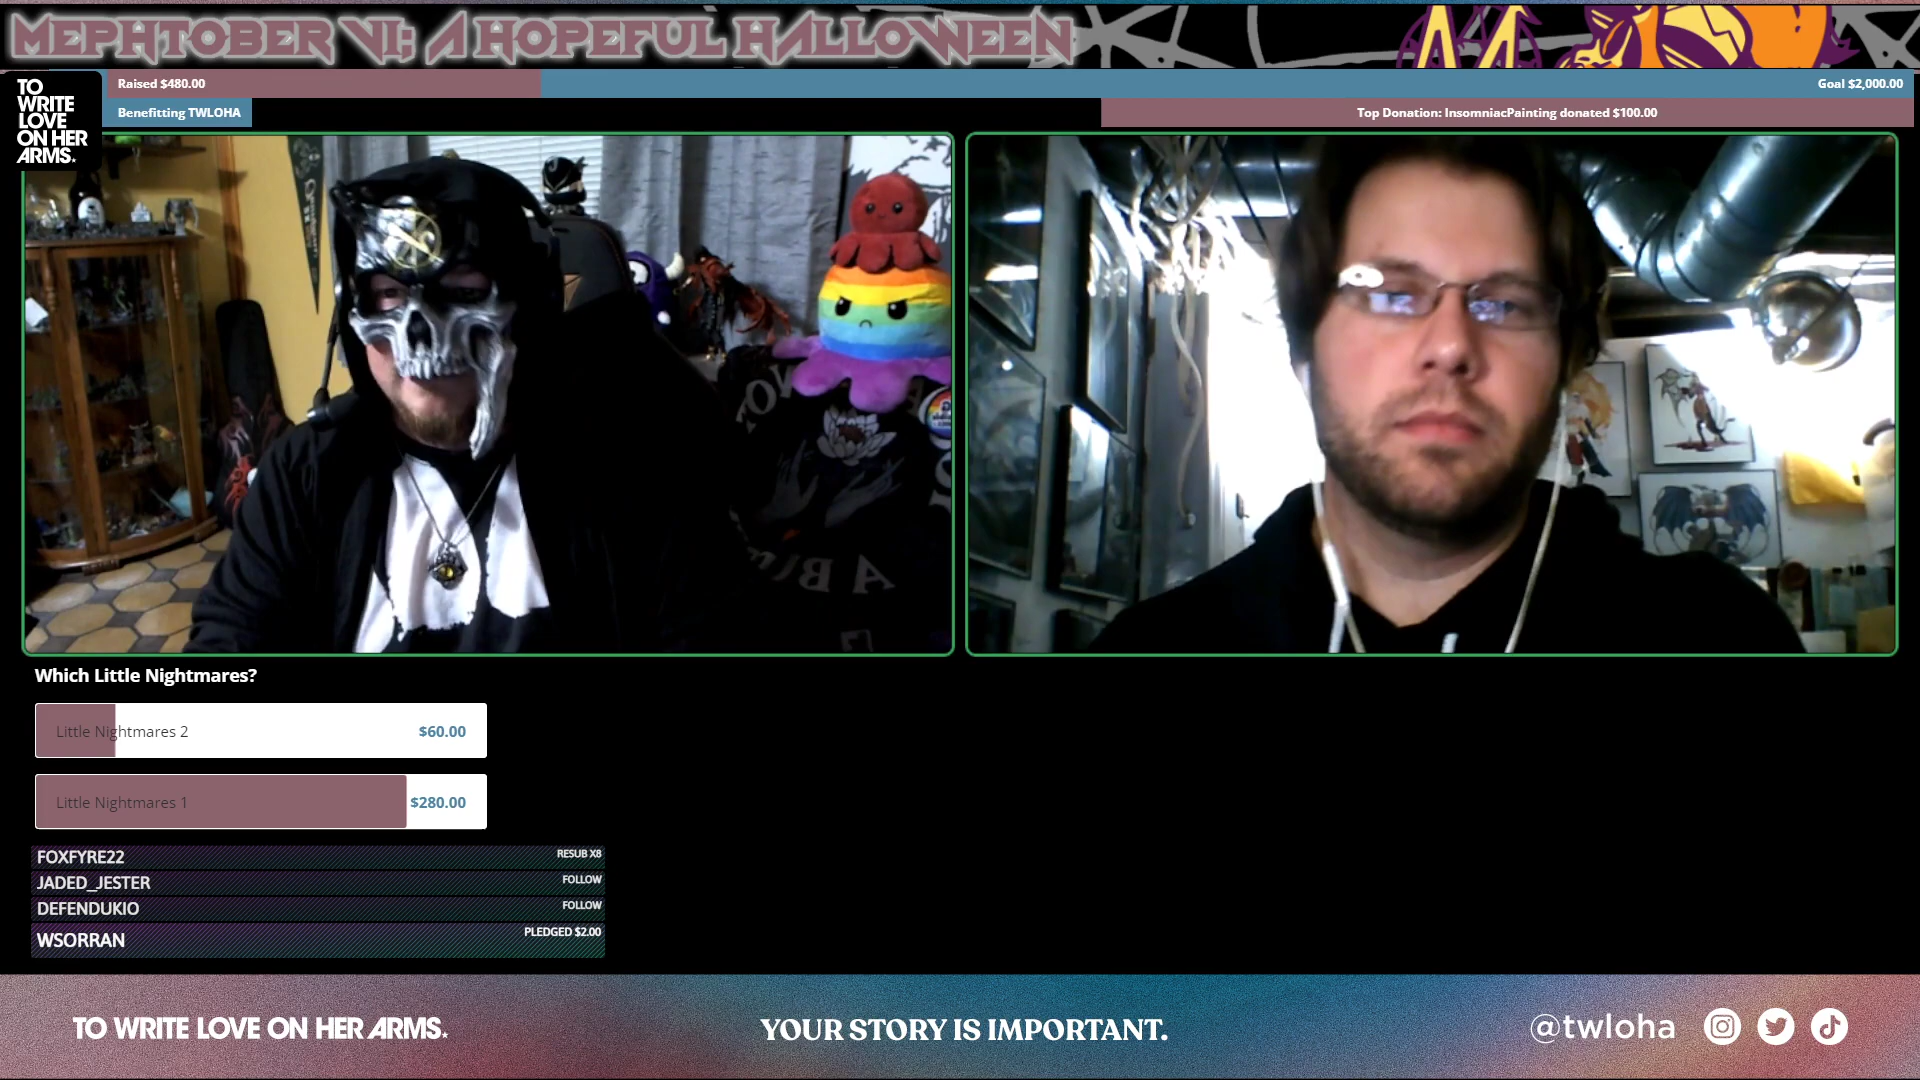 MEPHTOBER VI: A HOPEFUL HALLOWEEN
TO
WRITE
LOVE
ON HER
ARMS.
Raised $480.00
Goal $2,000.00
Benefitting TWLOHA
Top Donation: InsomniacPainting donated $100.00
Which Little Nightmares?
Little Nightmares 2
$60.00
Little Nightmares 1
$280.00
FOXFYRE22
RESUB X8
JADED_JESTER
FOLLOW
DEFENDUKIO
FOLLOW
WSORRAN
PLEDGED $2.00
TO WRITE LOVE ON HER ARMS.
YOUR STORY IS IMPORTANT.
@twloha